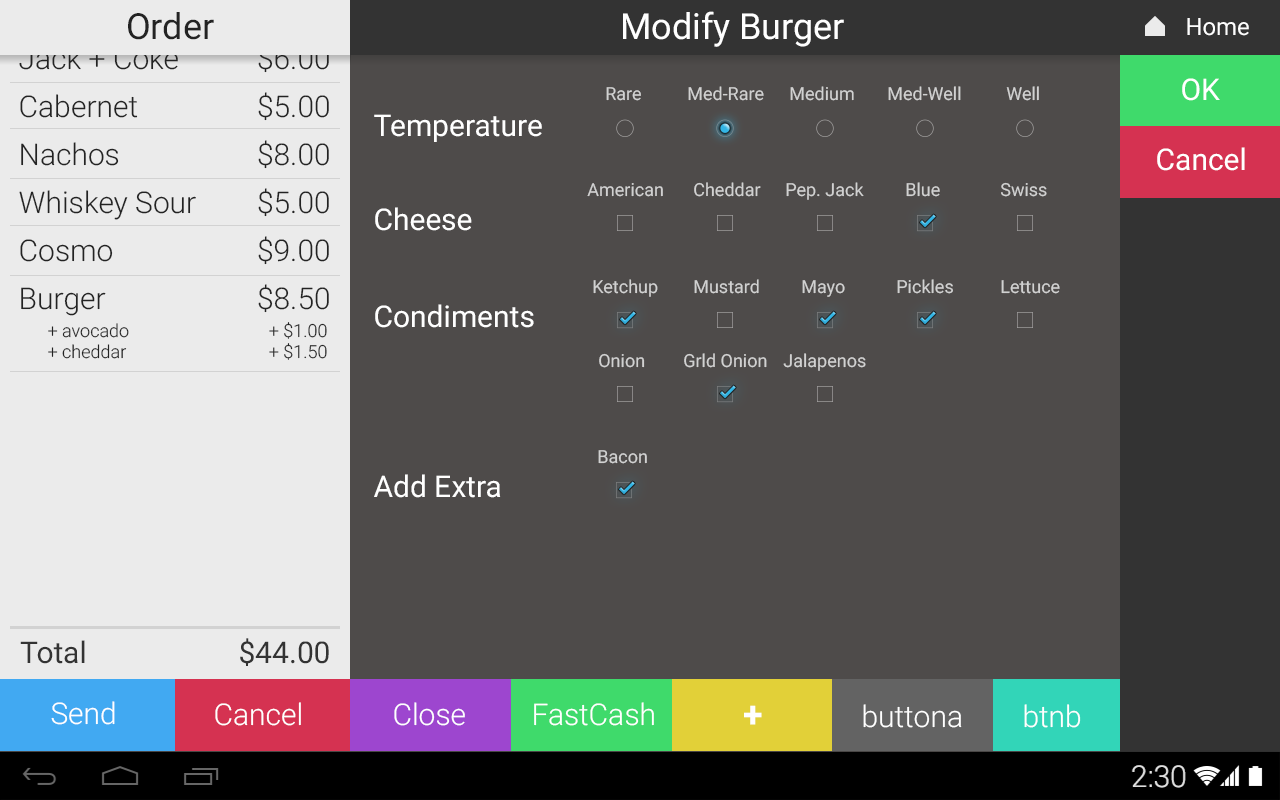 Order
Modify Burger
Home
Jack + Coke $6.00
Cabernet $5.00
Nachos $8.00
Whiskey Sour $5.00
Cosmo $9.00
Burger $8.50
+ avocado + $1.00
+ cheddar + $1.50
Total $44.00
Rare Med-Rare Medium Med-Well Well
Temperature
American Cheddar Pep. Jack Blue Swiss
Cheese
Ketchup Mustard Mayo Pickles Lettuce
Condiments
Onion Grld Onion Jalapenos
Bacon
Add Extra
OK
Cancel
Send Cancel Close FastCash + buttona btnb
2:30